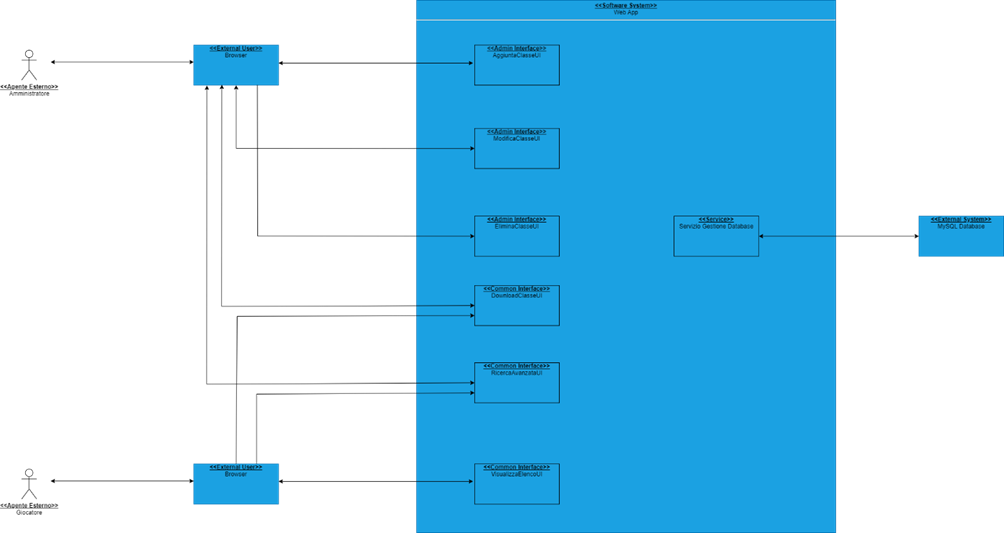 <<Software System>>
Web App
<<External User>>
Browser
<<Admin Interface>>
AggiuntaClasseUI
<<Agente Esterno>>
Amministratore
<<Admin Interface>>
ModificaClasseUI
<<Admin Interface>>
EliminaClasseUI
<<Service>>
Servizio Gestione Database
<<External System>>
MySQL Database
<<Common Interface>>
DownloadClasseUI
<<Common Interface>>
RicercaAvanzataUI
<<External User>>
Browser
<<Common Interface>>
VisualizzaElencoUI
<<Agente Esterno>>
Giocatore